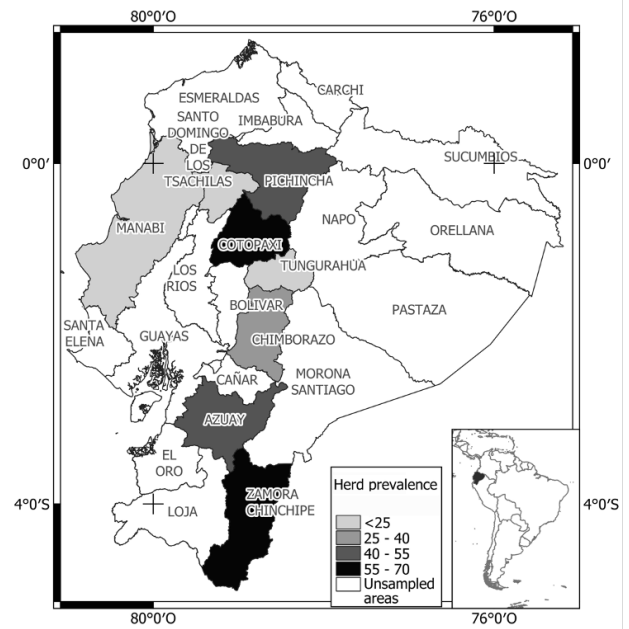 80°0'O 76°0'O
CARCHI
ESMERALDAS
SANTO
DOMINGO
DE
LOS
TSACHILAS
IMBABURA
0°0' 0°0'
SUCUMBIOS
PICHINCHA
NAPO
ORELLANA
MANABI
COTOPAXI
TUNGURAHUA
LOS
RIOS
BOLIVAR
PASTAZA
SANTA
ELENA
GUAYAS
CHIMBORAZO
CAÑAR
MORONA
SANTIAGO
AZUAY
EL
ORO
ZAMORA
CHINCHIPE
LOJA
4°0'S 4°0'S
Herd prevalence
<25
25 - 40
40 - 55
55 - 70
Unsampled
areas
80°0'O 76°0'O